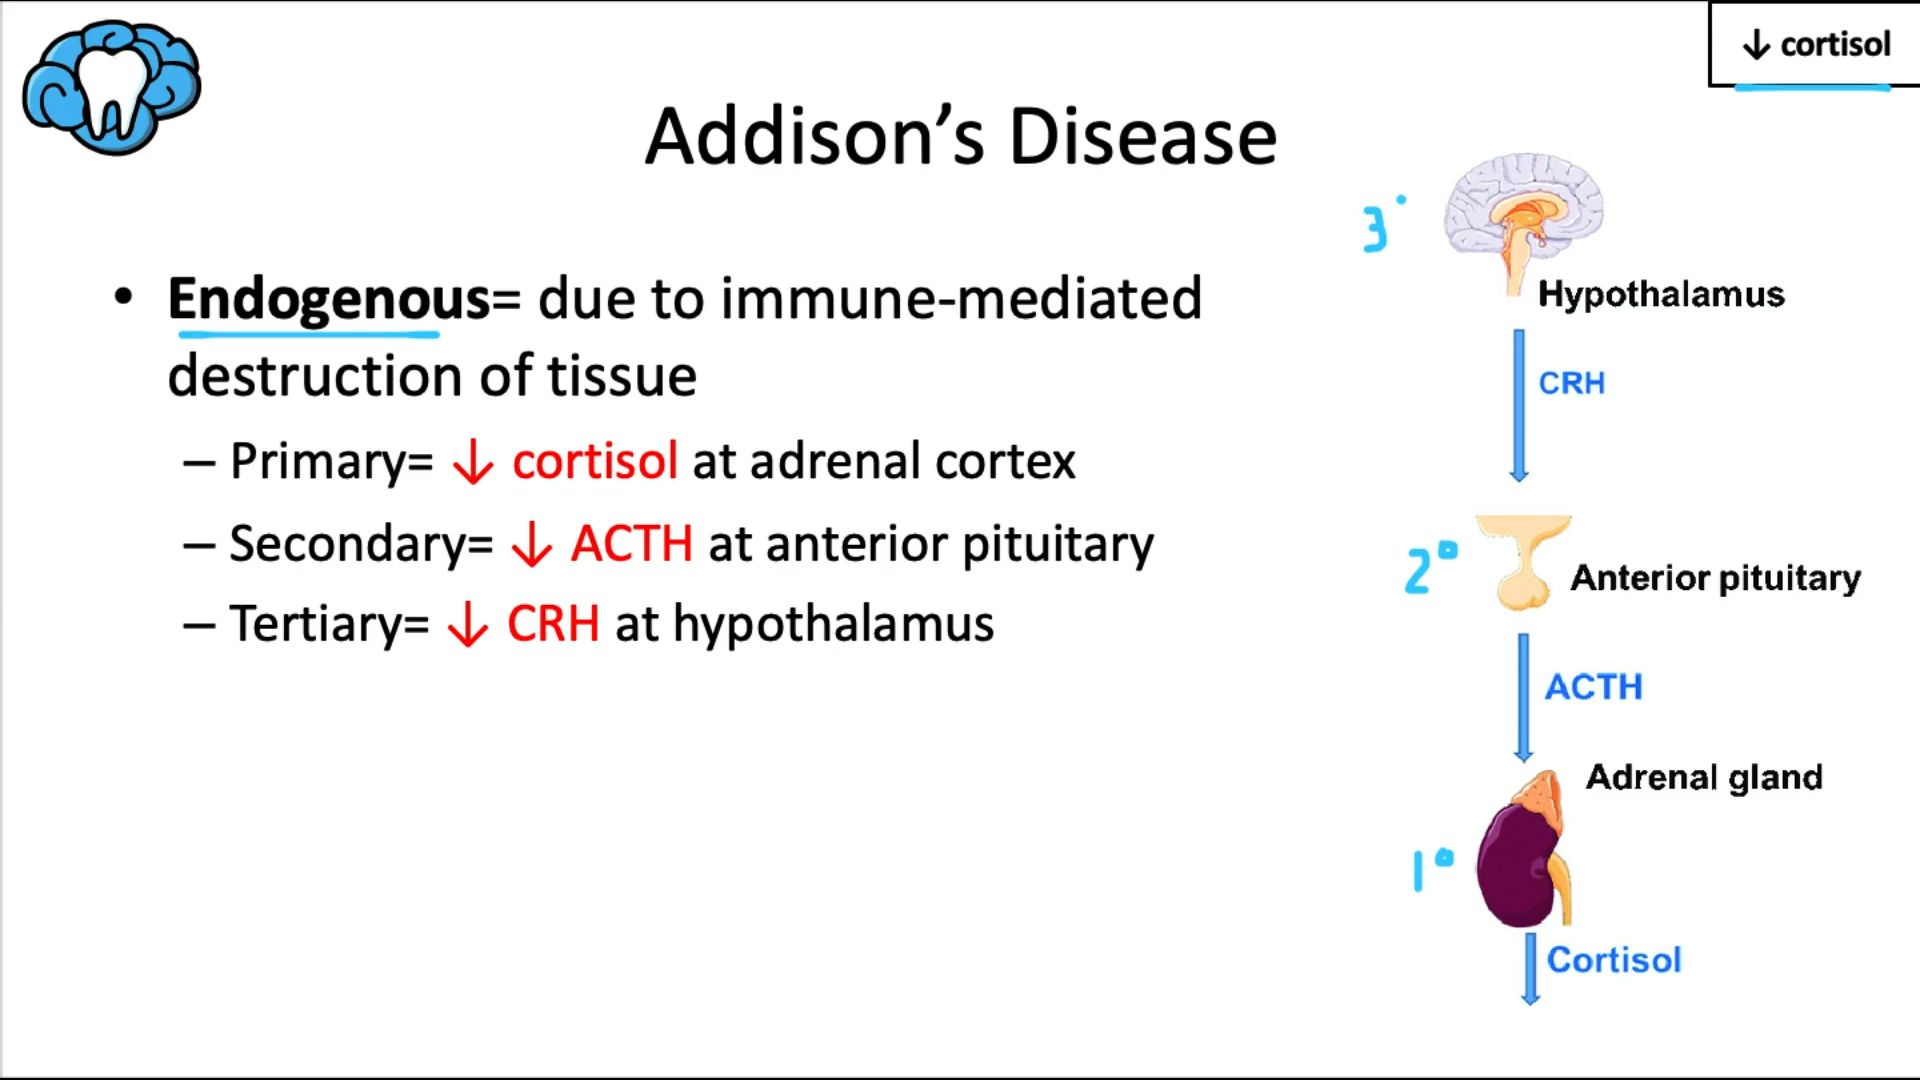 ↓ cortisol
Addison’s Disease
• Endogenous= due to immune-mediated
destruction of tissue
– Primary= ↓ cortisol at adrenal cortex
– Secondary= ↓ ACTH at anterior pituitary
– Tertiary= ↓ CRH at hypothalamus
3°
Hypothalamus
CRH
2°
Anterior pituitary
ACTH
Adrenal gland
1°
Cortisol